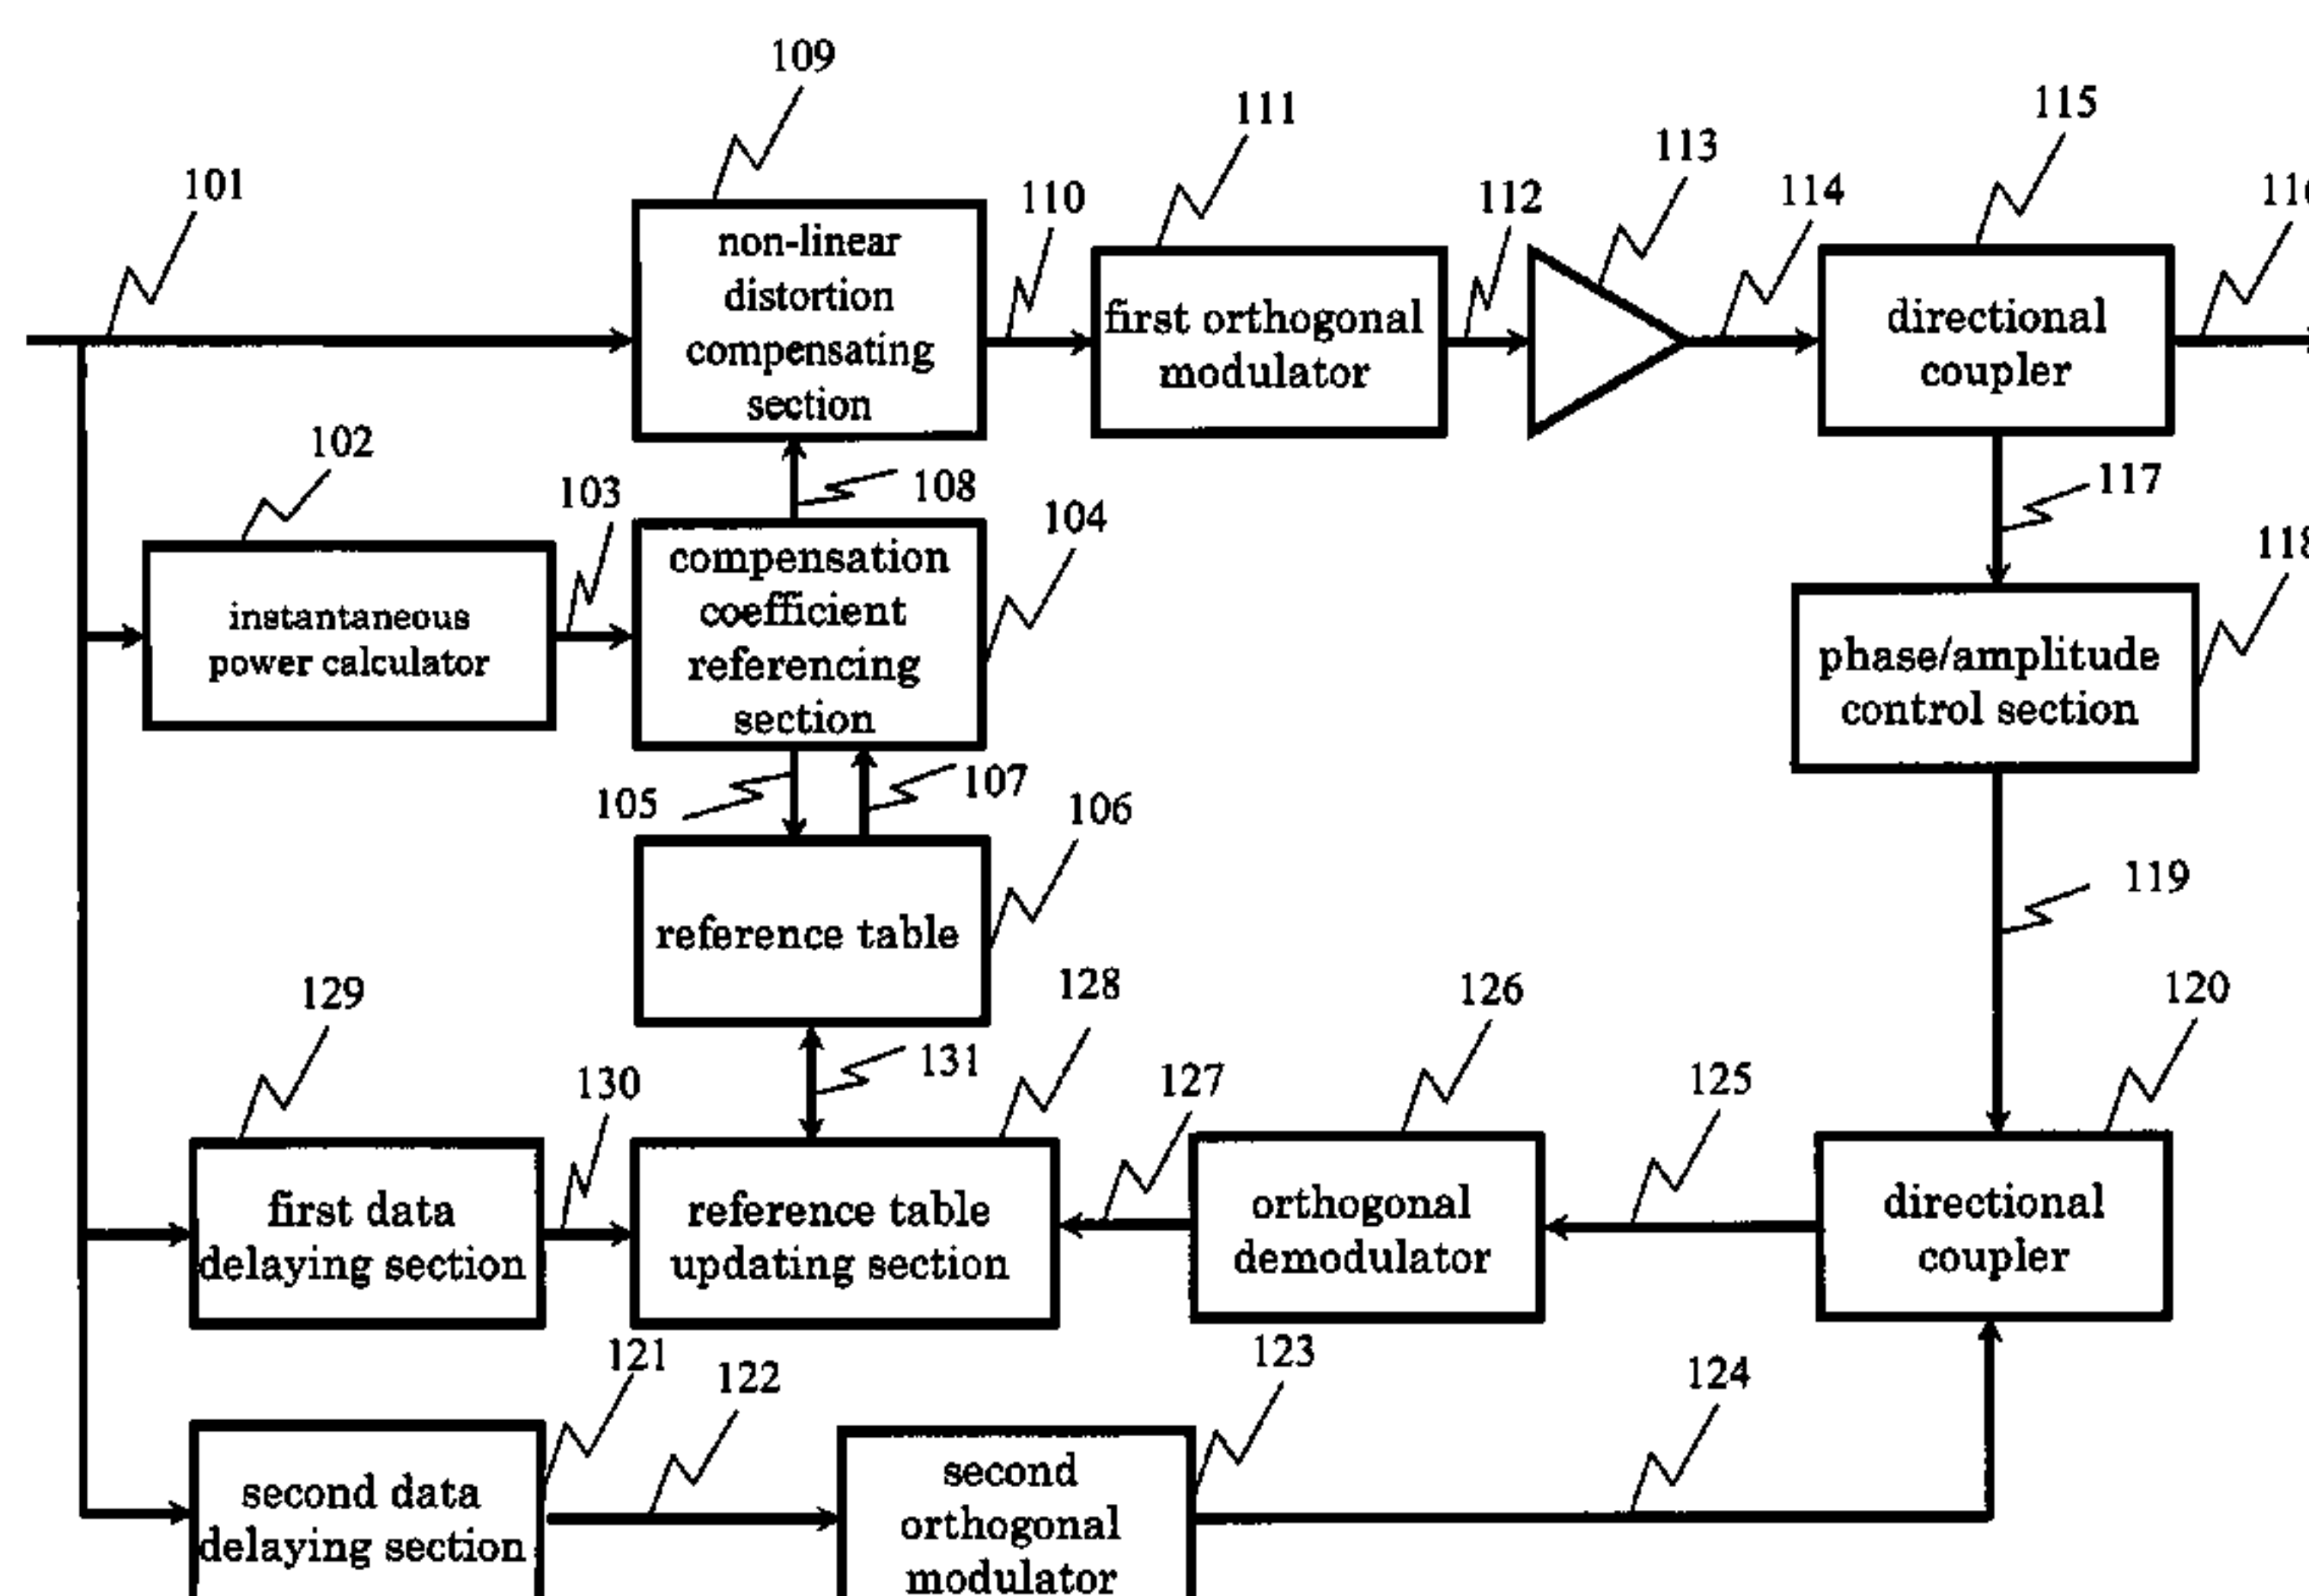 109
111
115
113
101
110
112
114
116
non-linear
distortion
compensating
section
first orthogonal
modulator
directional
coupler
102
103
108
104
117
118
instantaneous
power calculator
compensation
coefficient
referencing
section
phase/amplitude
control section
105
107
106
119
reference table
129
128
126
120
130
131
127
125
first data
delaying section
reference table
updating section
orthogonal
demodulator
directional
coupler
121
122
123
124
second data
delaying section
second
orthogonal
modulator